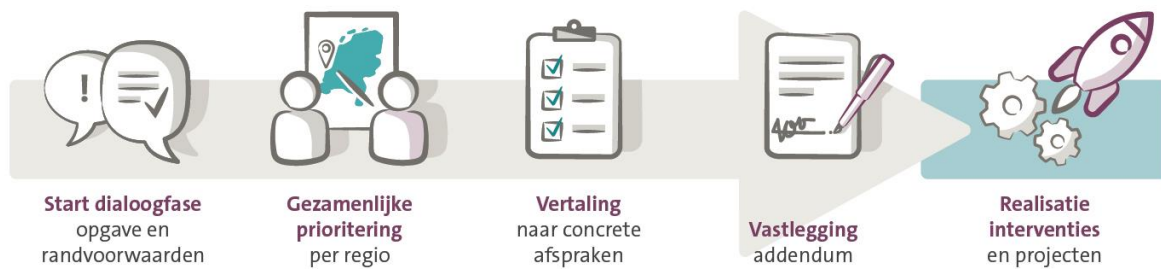 Start dialoogfase
opgave en
randvoorwaarden
Gezamenlijke
prioritering
per regio
Vertaling
naar concrete
afspraken
Vastlegging
addendum
Realisatie
interventies
en projecten